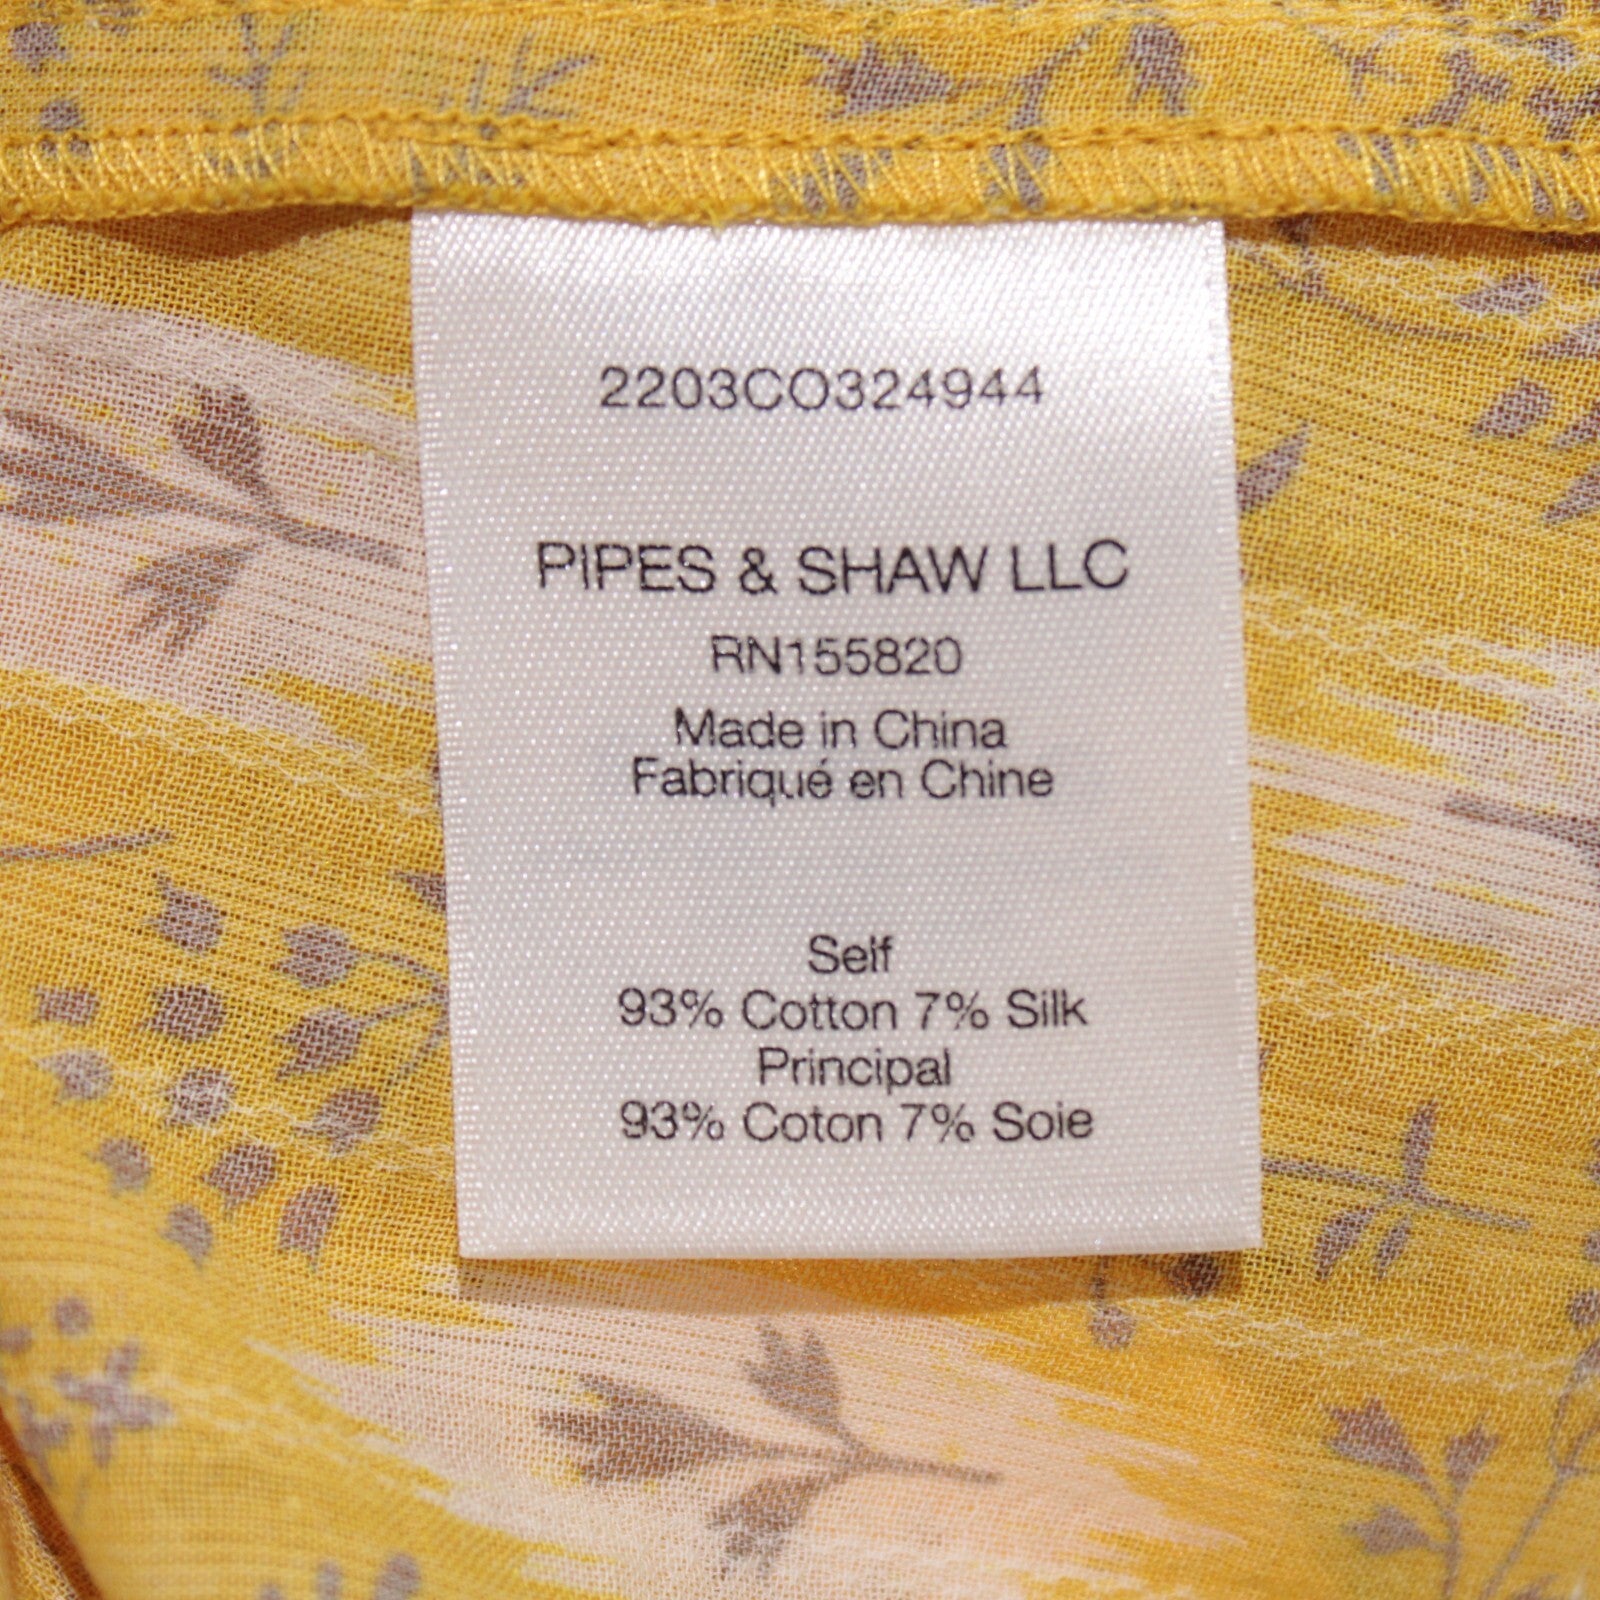 2203CO324944
PIPES & SHAW LLC
RN155820
Made in China
Fabriqué en Chine
Self
93% Cotton 7% Silk
Principal
93% Coton 7% Soie